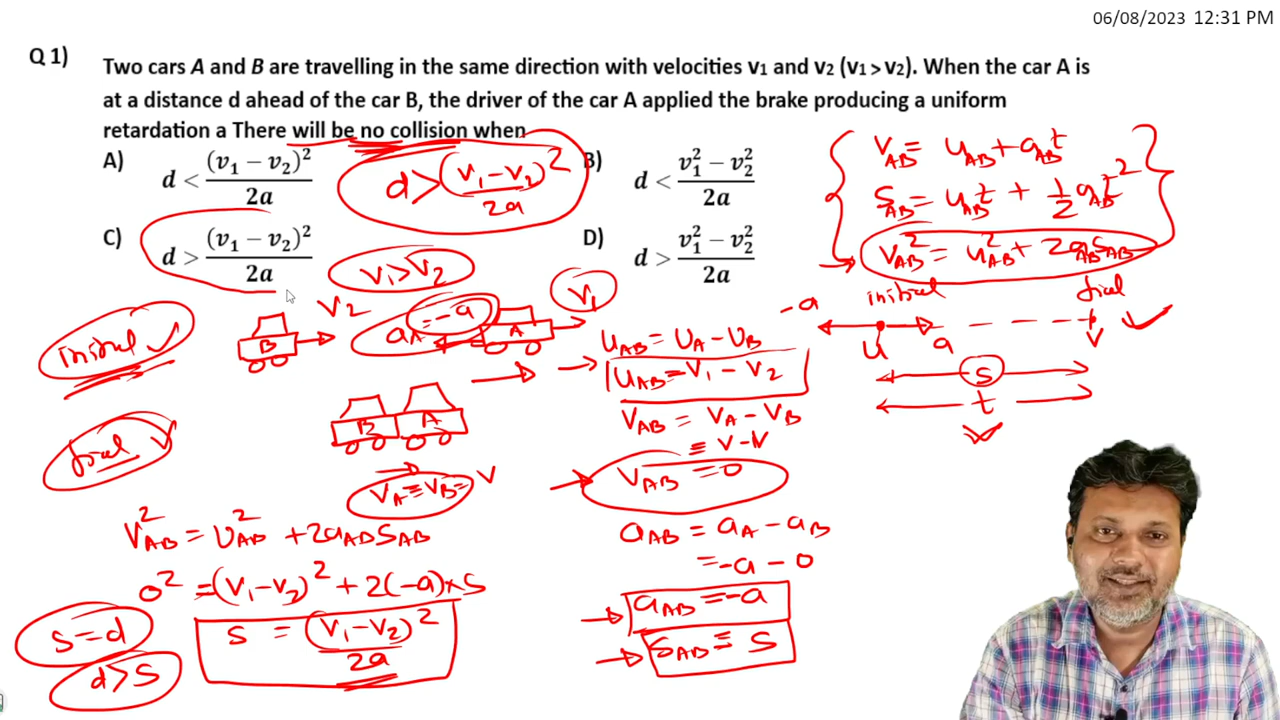 06/08/2023 12:31 PM
Q 1)
Two cars A and B are travelling in the same direction with velocities v₁ and v₂ (v₁ > v₂). When the car A is
at a distance d ahead of the car B, the driver of the car A applied the brake producing a uniform
retardation a There will be no collision when
A) d < (v₁ − v₂)² / 2a
B) d < v₁² − v₂² / 2a
C) d > (v₁ − v₂)² / 2a
D) d > v₁² − v₂² / 2a
d > (v₁ − v₂)² / 2a
v₁ > v₂
V_AB = u_AB + a_AB t
S_AB = u_AB t + 1/2 a_AB t²
V_AB² = u_AB² + 2 a_AB S_AB
initial
final
−a
a
u
v
s
t
initial
B
v₂
a_A = −a
A
v₁
final
B
A
V_A = V_B = V
u_AB = u_A − u_B
u_AB = v₁ − v₂
V_AB = V_A − V_B
= V − V
V_AB = 0
a_AB = a_A − a_B
= −a − 0
a_AB = −a
S_AB = S
V_AB² = U_AB² + 2a_AB S_AB
0² = (v₁ − v₂)² + 2(−a) × S
S = (v₁ − v₂)² / 2a
S = d
d > S